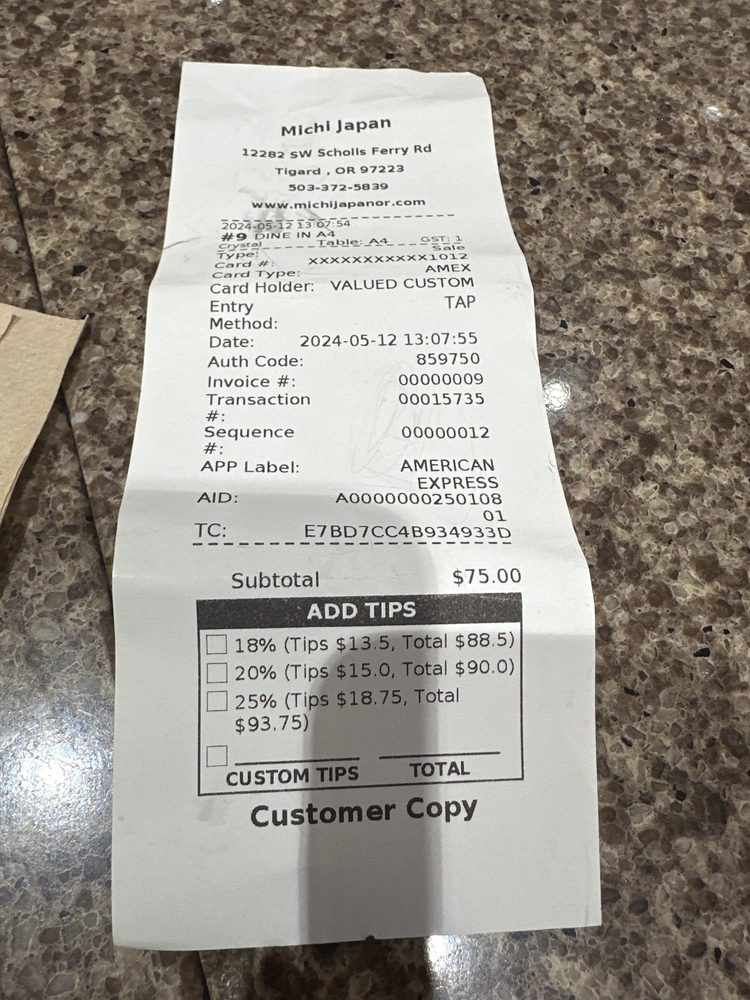 Michi Japan
12282 SW Scholls Ferry Rd
Tigard , OR 97223
503-372-5839
www.michijapanor.com
2024-05-12 13:07:54
#9 DINE IN A4
Crystal Table: A4 GST: 1
Type: Sale
Card #: XXXXXXXXXXX1012
Card Type: AMEX
Card Holder: VALUED CUSTOM
Entry TAP
Method:
Date: 2024-05-12 13:07:55
Auth Code: 859750
Invoice #: 00000009
Transaction 00015735
#:
Sequence 00000012
#:
APP Label: AMERICAN
EXPRESS
AID: A0000000250108
01
TC: E7BD7CC4B934933D
Subtotal $75.00
ADD TIPS
18% (Tips $13.5, Total $88.5)
20% (Tips $15.0, Total $90.0)
25% (Tips $18.75, Total
$93.75)
CUSTOM TIPS TOTAL
Customer Copy